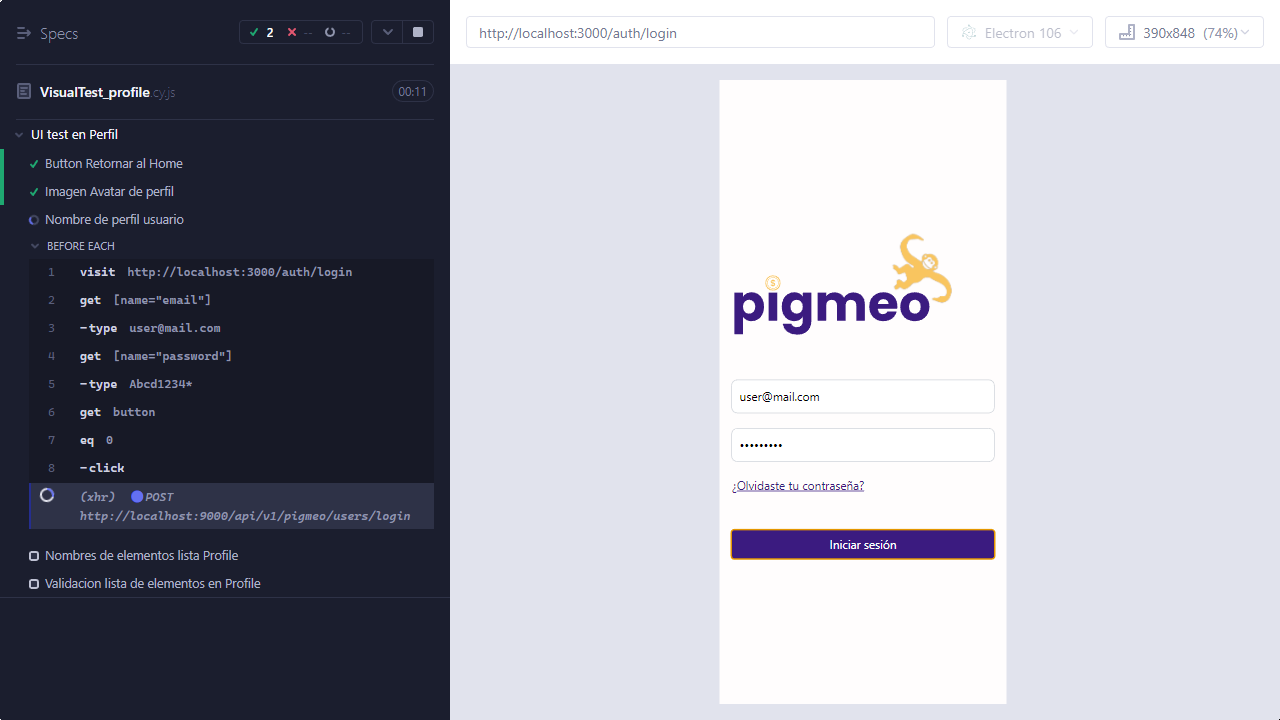 Specs
2
--
--
VisualTest_profile.cy.js
00:11
UI test en Perfil
Button Retornar al Home
Imagen Avatar de perfil
Nombre de perfil usuario
BEFORE EACH
1 visit http://localhost:3000/auth/login
2 get [name="email"]
3 -type user@mail.com
4 get [name="password"]
5 -type Abcd1234*
6 get button
7 eq 0
8 -click
(xhr) POST
http://localhost:9000/api/v1/pigmeo/users/login
Nombres de elementos lista Profile
Validacion lista de elementos en Profile
http://localhost:3000/auth/login
Electron 106
390x848 (74%)
$
pigmeo
user@mail.com
•••••••••
¿Olvidaste tu contraseña?
Iniciar sesión